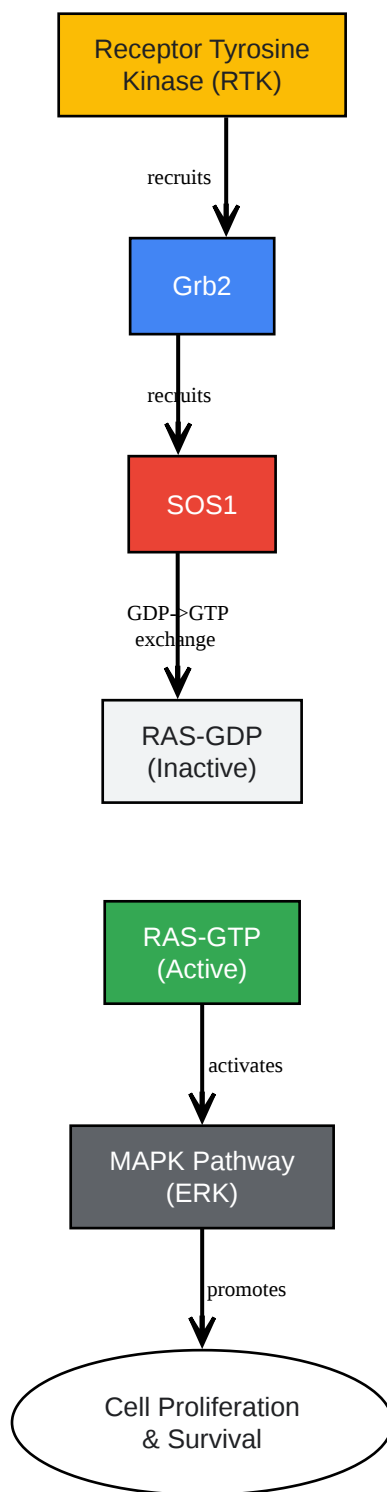 Receptor Tyrosine
Kinase (RTK)
recruits
Grb2
recruits
SOS1
GDP->GTP
exchange
RAS-GDP
(Inactive)
RAS-GTP
(Active)
activates
MAPK Pathway
(ERK)
promotes
Cell Proliferation
& Survival